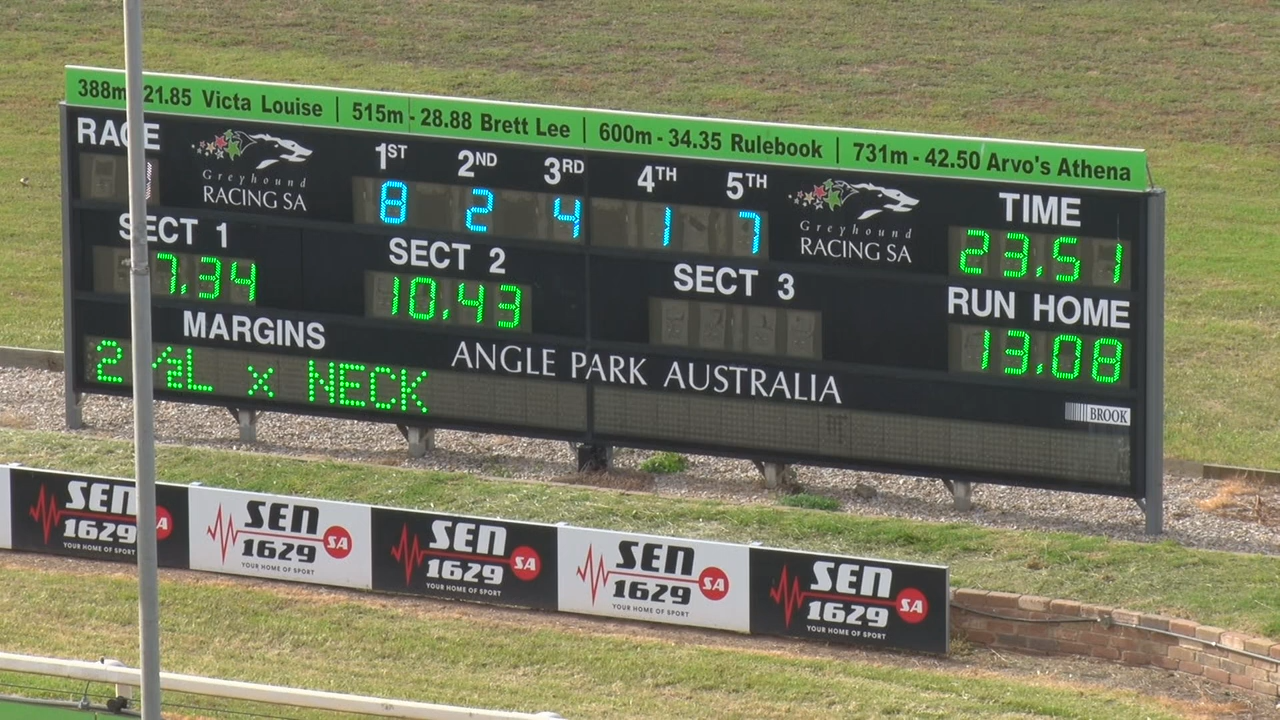 388m 21.85 Victa Louise | 515m - 28.88 Brett Lee | 600m - 34.35 Rulebook | 731m - 42.50 Arvo's Athena
RACE
Greyhound
RACING SA
1ST 2ND 3RD 4TH 5TH
8 2 4 1 7
Greyhound
RACING SA
TIME
23.51
SECT 1
7.34
SECT 2
10.43
SECT 3
RUN HOME
13.08
MARGINS
2 ½L x NECK
ANGLE PARK AUSTRALIA
BROOK
SEN
1629
SA
YOUR HOME OF SPORT
SEN
1629
SA
YOUR HOME OF SPORT
SEN
1629
SA
YOUR HOME OF SPORT
SEN
1629
SA
YOUR HOME OF SPORT
SEN
1629
SA
YOUR HOME OF SPORT